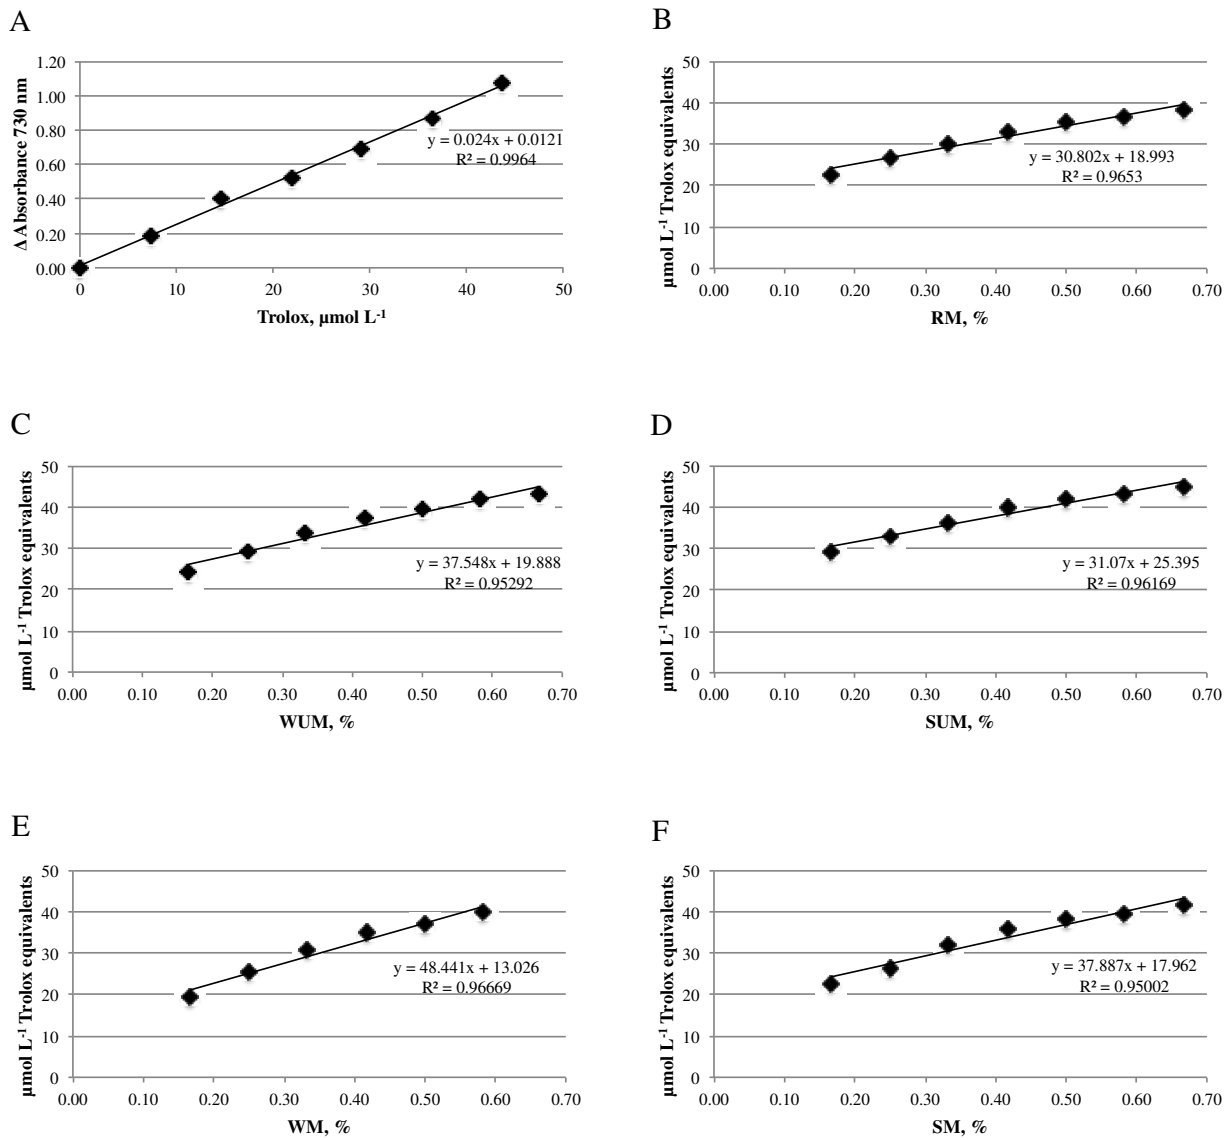 A
Δ Absorbance 730 nm
1.20
1.00
0.80
0.60
0.40
0.20
0.00
y = 0.024x + 0.0121
R² = 0.9964
0 10 20 30 40 50
Trolox, µmol L⁻¹
B
µmol L⁻¹ Trolox equivalents
50
40
30
20
10
0
y = 30.802x + 18.993
R² = 0.9653
0.00 0.10 0.20 0.30 0.40 0.50 0.60 0.70
RM, %
C
µmol L⁻¹ Trolox equivalents
50
40
30
20
10
0
y = 37.548x + 19.888
R² = 0.95292
0.00 0.10 0.20 0.30 0.40 0.50 0.60 0.70
WUM, %
D
µmol L⁻¹ Trolox equivalents
50
40
30
20
10
0
y = 31.07x + 25.395
R² = 0.96169
0.00 0.10 0.20 0.30 0.40 0.50 0.60 0.70
SUM, %
E
µmol L⁻¹ Trolox equivalents
50
40
30
20
10
0
y = 48.441x + 13.026
R² = 0.96669
0.00 0.10 0.20 0.30 0.40 0.50 0.60 0.70
WM, %
F
µmol L⁻¹ Trolox equivalents
50
40
30
20
10
0
y = 37.887x + 17.962
R² = 0.95002
0.00 0.10 0.20 0.30 0.40 0.50 0.60 0.70
SM, %